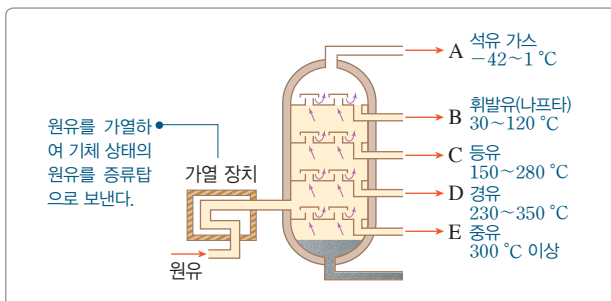 A 석유 가스
-42~1 ℃
B 휘발유(나프타)
30~120 ℃
C 등유
150~280 ℃
D 경유
230~350 ℃
E 중유
300 ℃ 이상
원유를 가열하
여 기체 상태의
원유를 증류탑
으로 보낸다.
가열 장치
원유